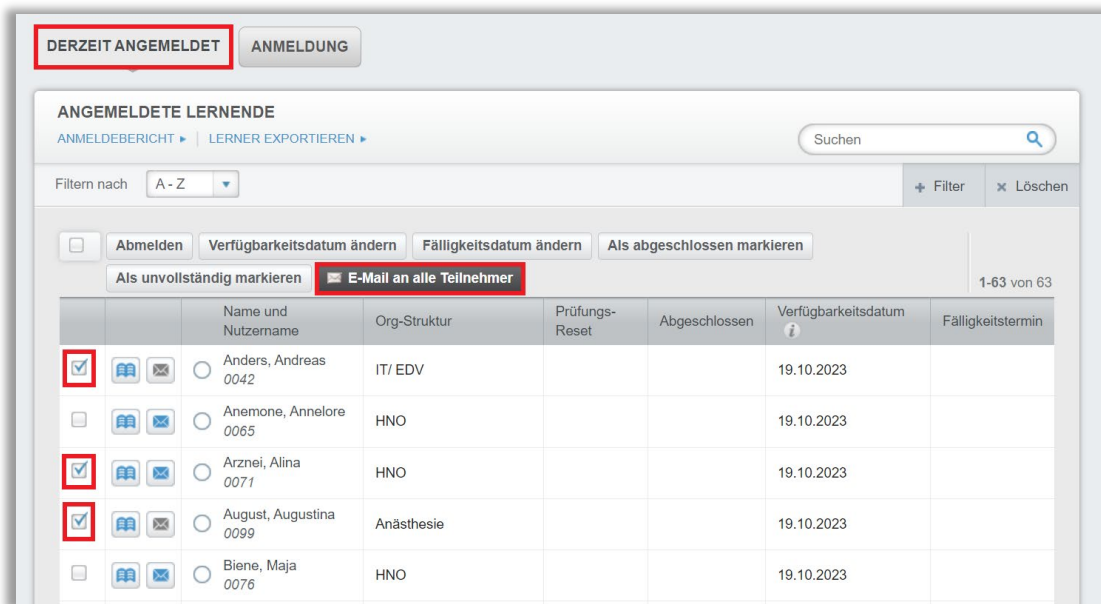 DERZEIT ANGEMELDET ANMELDUNG
ANGEMELDETE LERNENDE
ANMELDEBERICHT ▸ | LERNER EXPORTIEREN ▸ Suchen
Filtern nach A - Z + Filter × Löschen
Abmelden Verfügbarkeitsdatum ändern Fälligkeitsdatum ändern Als abgeschlossen markieren
Als unvollständig markieren E-Mail an alle Teilnehmer 1-63 von 63
Name und Nutzername Org-Struktur Prüfungs-Reset Abgeschlossen Verfügbarkeitsdatum i Fälligkeitstermin
Anders, Andreas IT/ EDV 19.10.2023
0042
Anemone, Annelore HNO 19.10.2023
0065
Arznei, Alina HNO 19.10.2023
0071
August, Augustina Anästhesie 19.10.2023
0099
Biene, Maja HNO 19.10.2023
0076